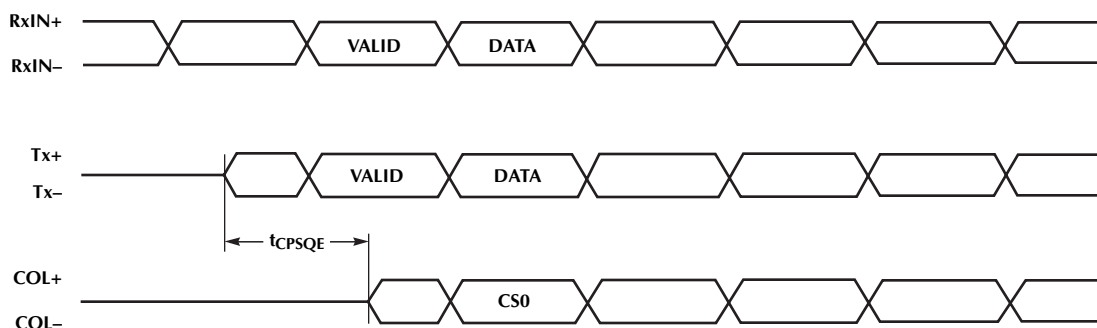 RxIN+
VALID DATA
RxIN–
Tx+
VALID DATA
Tx–
tCPSQE
COL+
CS0
COL–